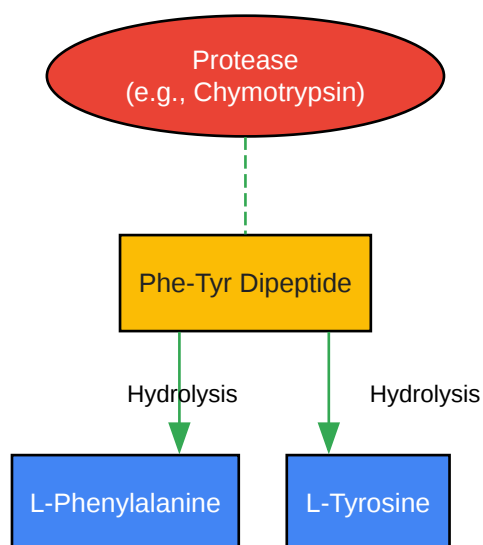 Protease
(e.g., Chymotrypsin)
Phe-Tyr Dipeptide
Hydrolysis
Hydrolysis
L-Phenylalanine
L-Tyrosine